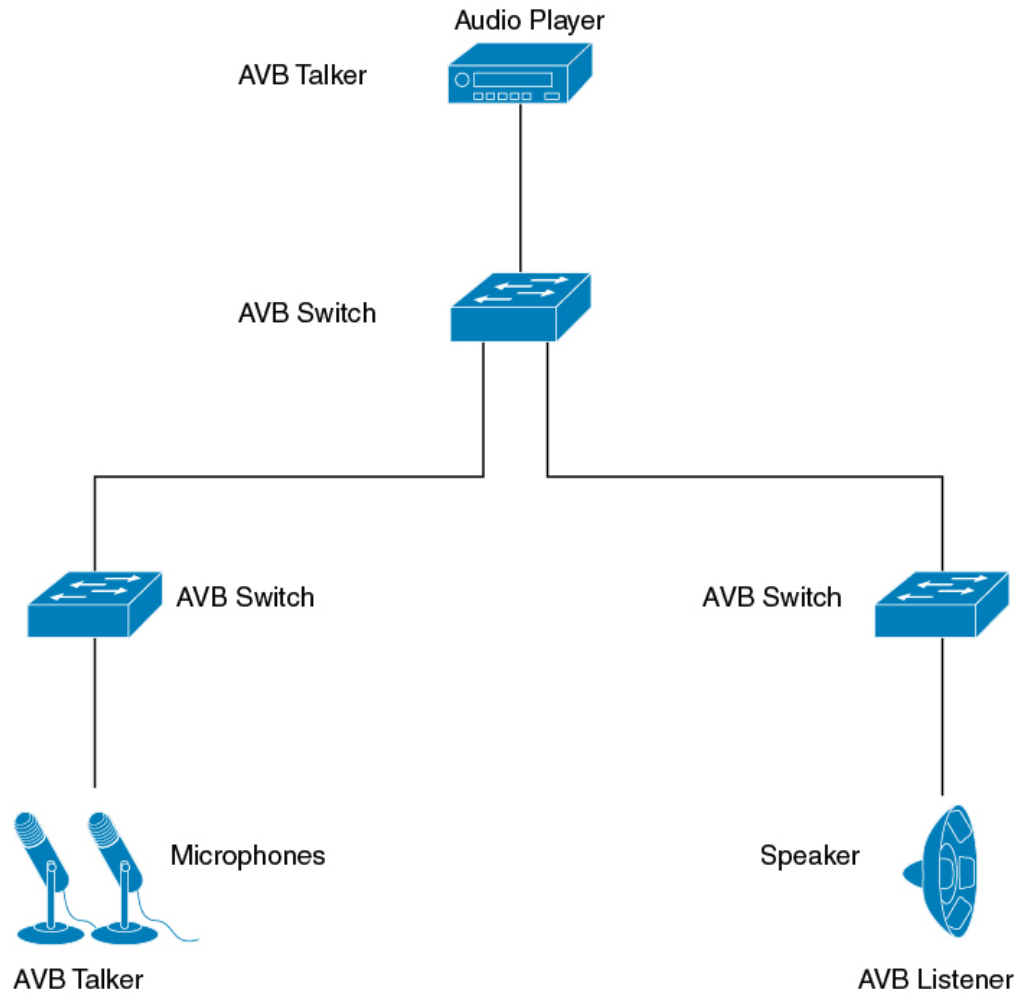 Audio Player
AVB Talker
AVB Switch
AVB Switch
AVB Switch
Microphones
Speaker
AVB Talker
AVB Listener